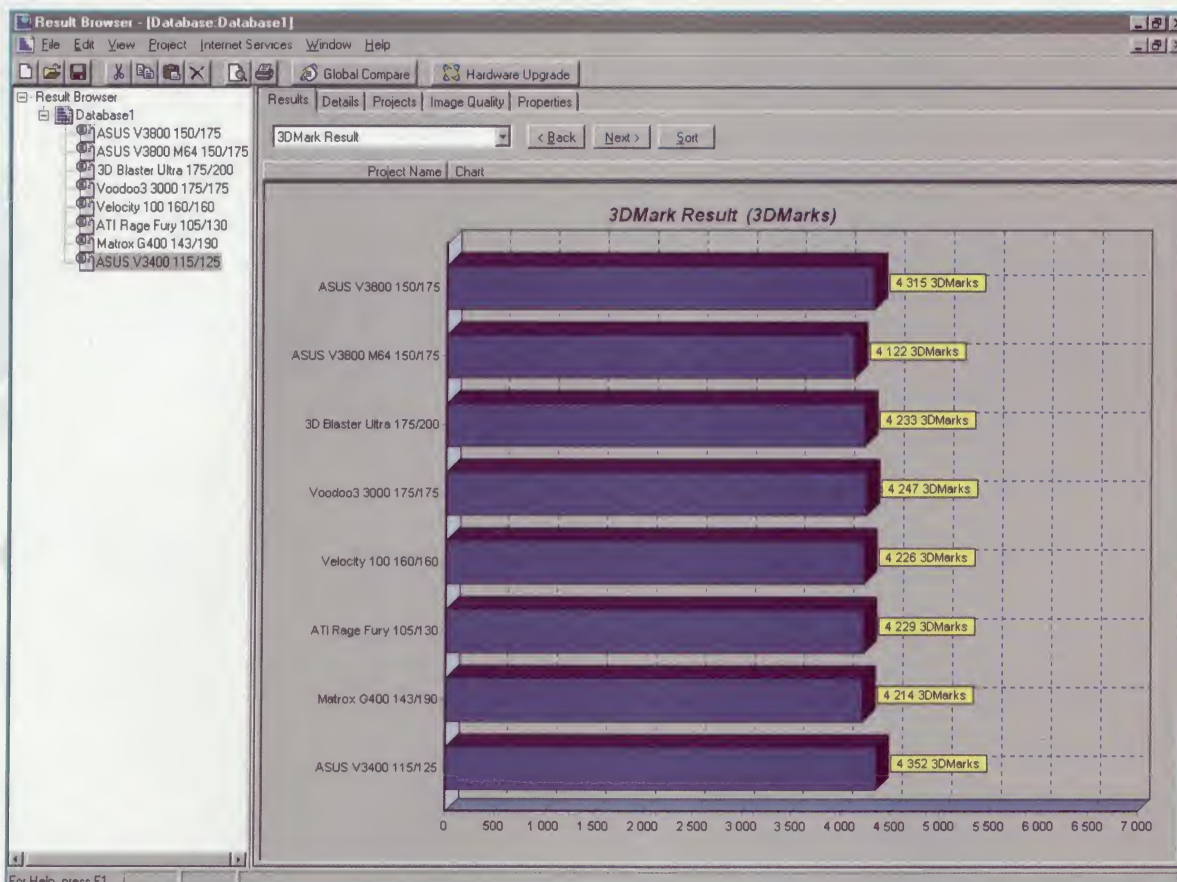 Result Browser - [Database:Database1]
File Edit View Project Internet Services Window Help
Global Compare Hardware Upgrade
Result Browser
Database1
ASUS V3800 150/175
ASUS V3800 M64 150/175
3D Blaster Ultra 175/200
Voodoo3 3000 175/175
Velocity 100 160/160
ATI Rage Fury 105/130
Matrox G400 143/190
ASUS V3400 115/125
Results Details Projects Image Quality Properties
3DMark Result < Back Next > Sort
Project Name Chart
3DMark Result (3DMarks)
ASUS V3800 150/175 4 315 3DMarks
ASUS V3800 M64 150/175 4 122 3DMarks
3D Blaster Ultra 175/200 4 233 3DMarks
Voodoo3 3000 175/175 4 247 3DMarks
Velocity 100 160/160 4 226 3DMarks
ATI Rage Fury 105/130 4 229 3DMarks
Matrox G400 143/190 4 214 3DMarks
ASUS V3400 115/125 4 352 3DMarks
0 500 1 000 1 500 2 000 2 500 3 000 3 500 4 000 4 500 5 000 5 500 6 000 6 500 7 000
For Help, press F1